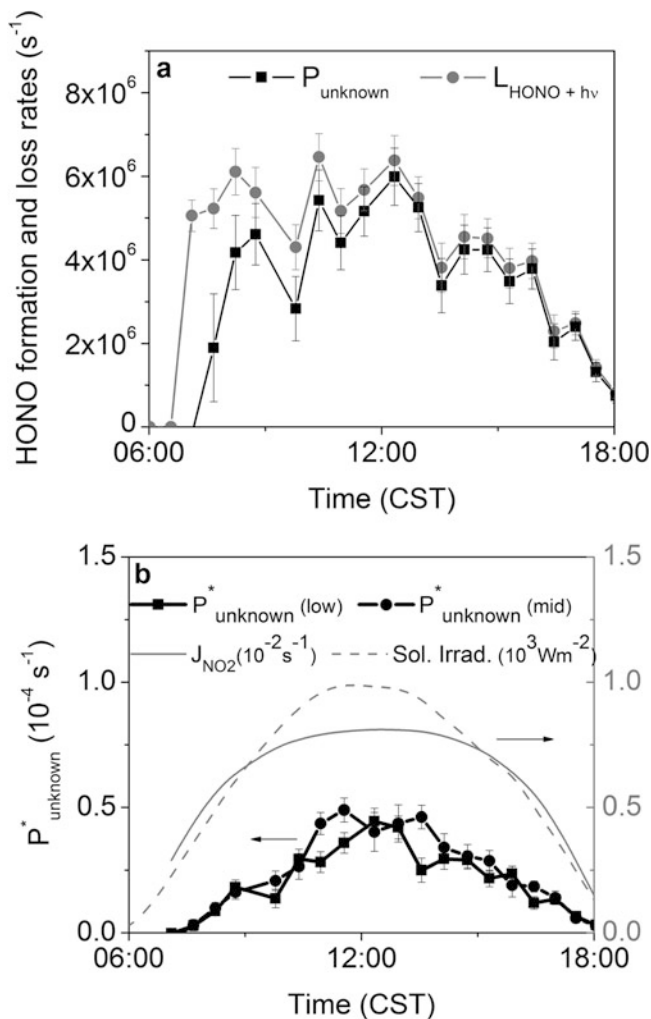 a
P unknown
L HONO + hν
HONO formation and loss rates (s⁻¹)
8x10⁶
6x10⁶
4x10⁶
2x10⁶
0
06:00 12:00 18:00
Time (CST)
b
P* unknown (low) P* unknown (mid)
J NO2 (10⁻²s⁻¹) Sol. Irrad. (10³Wm⁻²)
P* unknown (10⁻⁴ s⁻¹)
1.5 1.5
1.0 1.0
0.5 0.5
0.0 0.0
06:00 12:00 18:00
Time (CST)